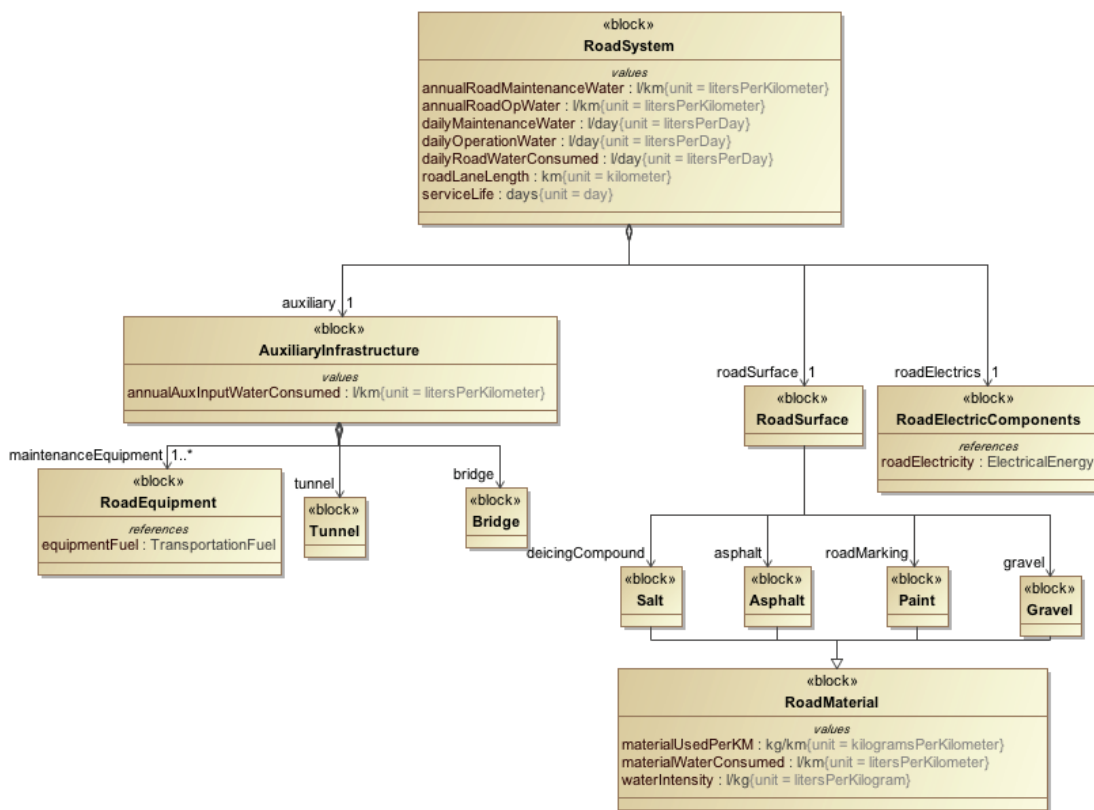 «block»
RoadSystem
values
annualRoadMaintenanceWater : l/km{unit = litersPerKilometer}
annualRoadOpWater : l/km{unit = litersPerKilometer}
dailyMaintenanceWater : l/day{unit = litersPerDay}
dailyOperationWater : l/day{unit = litersPerDay}
dailyRoadWaterConsumed : l/day{unit = litersPerDay}
roadLaneLength : km{unit = kilometer}
serviceLife : days{unit = day}
auxiliary 1
«block»
AuxiliaryInfrastructure
values
annualAuxInputWaterConsumed : l/km{unit = litersPerKilometer}
roadSurface 1
«block»
RoadSurface
roadElectrics 1
«block»
RoadElectricComponents
references
roadElectricity : ElectricalEnergy
maintenanceEquipment 1..*
«block»
RoadEquipment
references
equipmentFuel : TransportationFuel
tunnel
«block»
Tunnel
bridge
«block»
Bridge
deicingCompound
«block»
Salt
asphalt
«block»
Asphalt
roadMarking
«block»
Paint
gravel
«block»
Gravel
«block»
RoadMaterial
values
materialUsedPerKM : kg/km{unit = kilogramsPerKilometer}
materialWaterConsumed : l/km{unit = litersPerKilometer}
waterIntensity : l/kg{unit = litersPerKilogram}